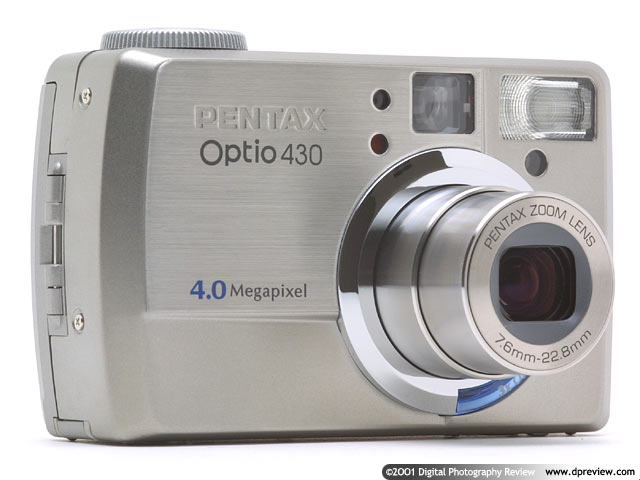 PENTAX
Optio 430
4.0 Megapixel
PENTAX ZOOM LENS
7.6mm-22.8mm
©2001 Digital Photography Review www.dpreview.com